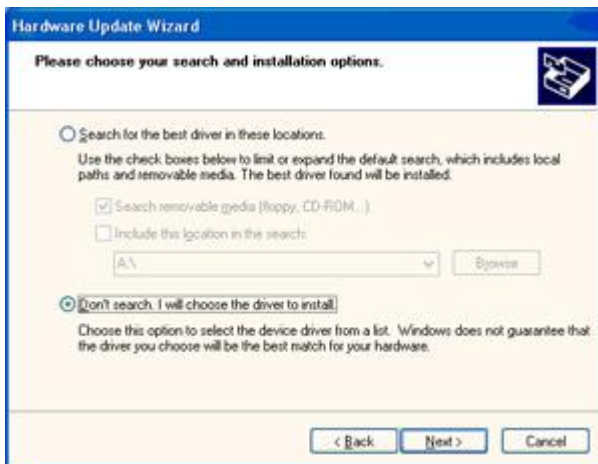 Hardware Update Wizard
Please choose your search and installation options.
Search for the best driver in these locations.
Use the check boxes below to limit or expand the default search, which includes local
paths and removable media. The best driver found will be installed.
Search removable media (floppy, CD-ROM...)
Include this location in the search:
A:\
Browse
Don't search. I will choose the driver to install.
Choose this option to select the device driver from a list. Windows does not guarantee that
the driver you choose will be the best match for your hardware.
< Back
Next >
Cancel